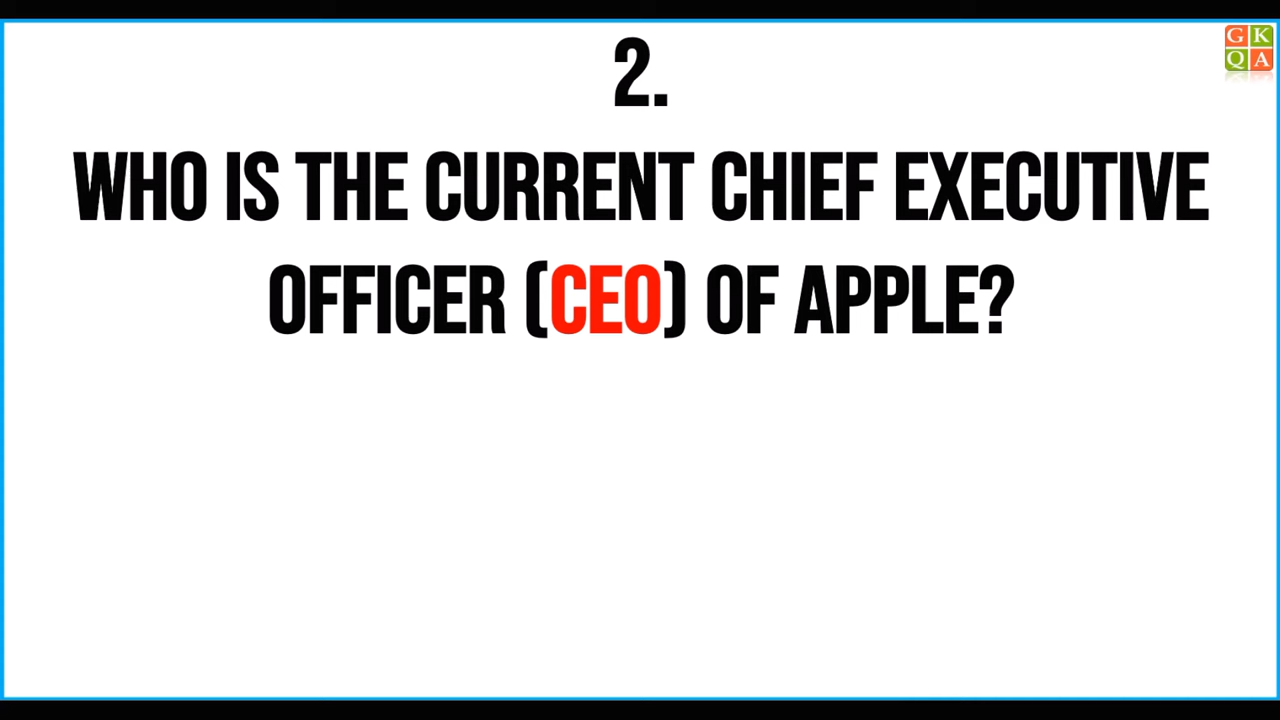 2.
WHO IS THE CURRENT CHIEF EXECUTIVE
OFFICER (CEO) OF APPLE?
G K
Q A